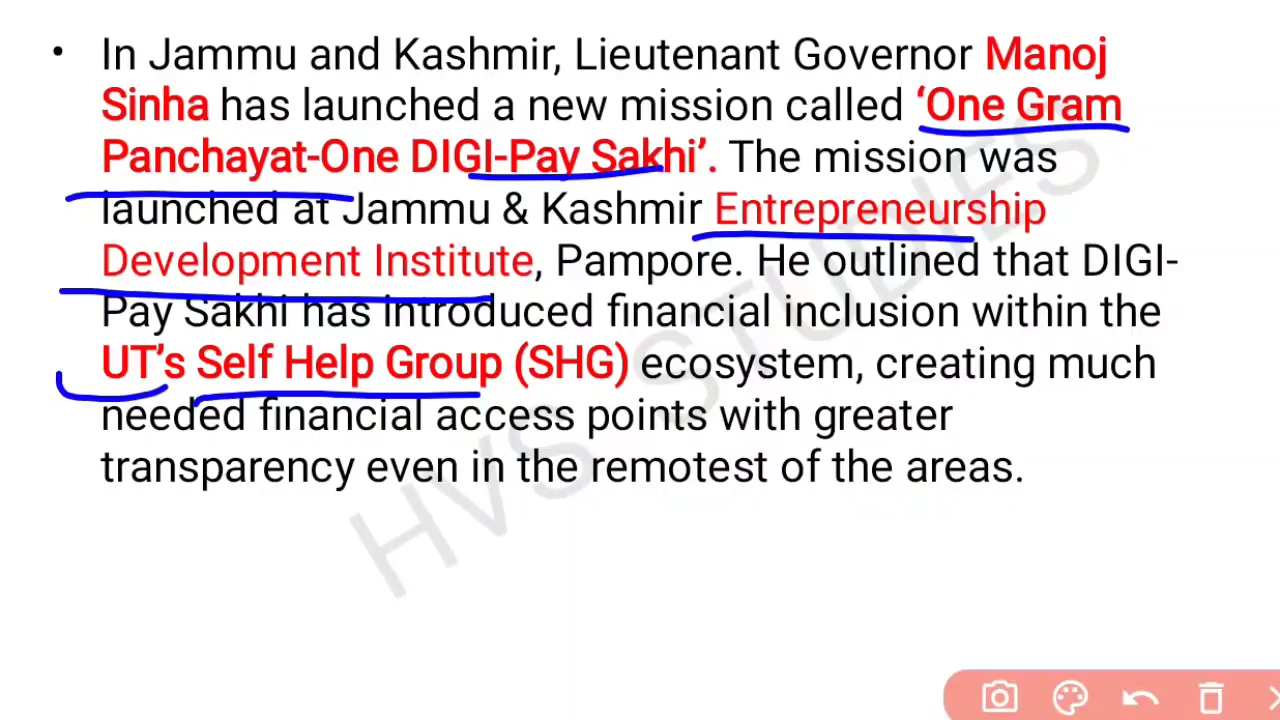 • In Jammu and Kashmir, Lieutenant Governor Manoj
Sinha has launched a new mission called ‘One Gram
Panchayat-One DIGI-Pay Sakhi’. The mission was
launched at Jammu & Kashmir Entrepreneurship
Development Institute, Pampore. He outlined that DIGI-
Pay Sakhi has introduced financial inclusion within the
UT’s Self Help Group (SHG) ecosystem, creating much
needed financial access points with greater
transparency even in the remotest of the areas.
HVS STUDIES